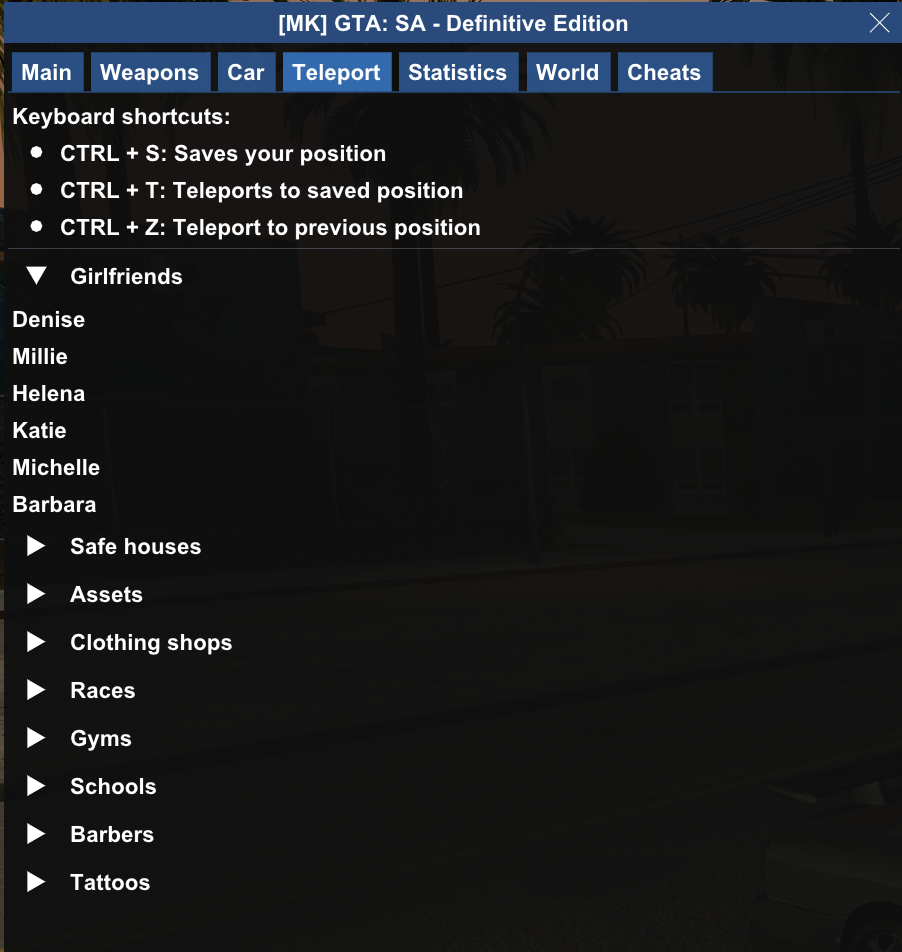 [MK] GTA: SA - Definitive Edition
Main Weapons Car Teleport Statistics World Cheats
Keyboard shortcuts:
CTRL + S: Saves your position
CTRL + T: Teleports to saved position
CTRL + Z: Teleport to previous position
Girlfriends
Denise
Millie
Helena
Katie
Michelle
Barbara
Safe houses
Assets
Clothing shops
Races
Gyms
Schools
Barbers
Tattoos